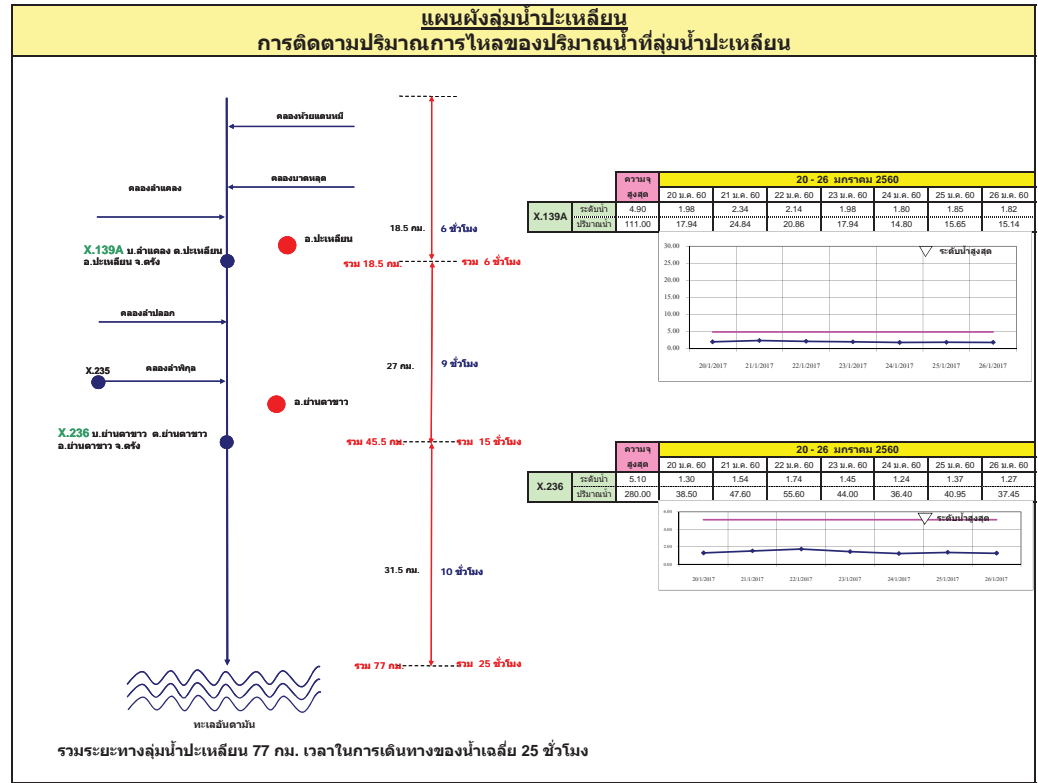 แผนผังลุ่มน้ำปะเหลียน
การติดตามปริมาณการไหลของปริมาณน้ำที่ลุ่มน้ำปะเหลียน
คลองห้วยแดนหมี
คลองบาดหลุด
คลองลำแคลง
18.5 กม. 6 ชั่วโมง
อ.ปะเหลียน
X.139A บ.ลำแคลง ต.ปะเหลียน
อ.ปะเหลียน จ.ตรัง
รวม 18.5 กม. รวม 6 ชั่วโมง
คลองลำปลอก
X.235 คลองลำพิกุล
27 กม. 9 ชั่วโมง
อ.ย่านตาขาว
X.236 บ.ย่านตาขาว ต.ย่านตาขาว
อ.ย่านตาขาว จ.ตรัง
รวม 45.5 กม. รวม 15 ชั่วโมง
31.5 กม. 10 ชั่วโมง
รวม 77 กม. รวม 25 ชั่วโมง
ทะเลอันดามัน
รวมระยะทางลุ่มน้ำปะเหลียน 77 กม. เวลาในการเดินทางของน้ำเฉลี่ย 25 ชั่วโมง
ความจุ 20 - 26 มกราคม 2560
สูงสุด 20 ม.ค. 60 21 ม.ค. 60 22 ม.ค. 60 23 ม.ค. 60 24 ม.ค. 60 25 ม.ค. 60 26 ม.ค. 60
X.139A ระดับน้ำ 4.90 1.98 2.34 2.14 1.98 1.80 1.85 1.82
ปริมาณน้ำ 111.00 17.94 24.84 20.86 17.94 14.80 15.65 15.14
ระดับน้ำสูงสุด
30.00
25.00
20.00
15.00
10.00
5.00
0.00
20/1/2017 21/1/2017 22/1/2017 23/1/2017 24/1/2017 25/1/2017 26/1/2017
ความจุ 20 - 26 มกราคม 2560
สูงสุด 20 ม.ค. 60 21 ม.ค. 60 22 ม.ค. 60 23 ม.ค. 60 24 ม.ค. 60 25 ม.ค. 60 26 ม.ค. 60
X.236 ระดับน้ำ 5.10 1.30 1.54 1.74 1.45 1.24 1.37 1.27
ปริมาณน้ำ 280.00 38.50 47.60 55.60 44.00 36.40 40.95 37.45
ระดับน้ำสูงสุด
6.00
4.00
2.00
0.00
20/1/2017 21/1/2017 22/1/2017 23/1/2017 24/1/2017 25/1/2017 26/1/2017